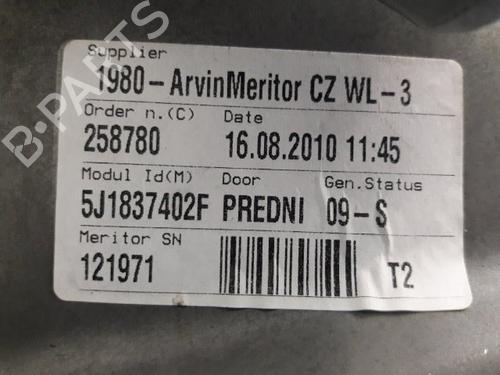 Supplier
1980-ArvinMeritor CZ WL-3
Order n.(C) Date
258780 16.08.2010 11:45
Modul Id(M) Door Gen.Status
5J1837402F PREDNI 09-S
Meritor SN
121971 T2
B-PARTS